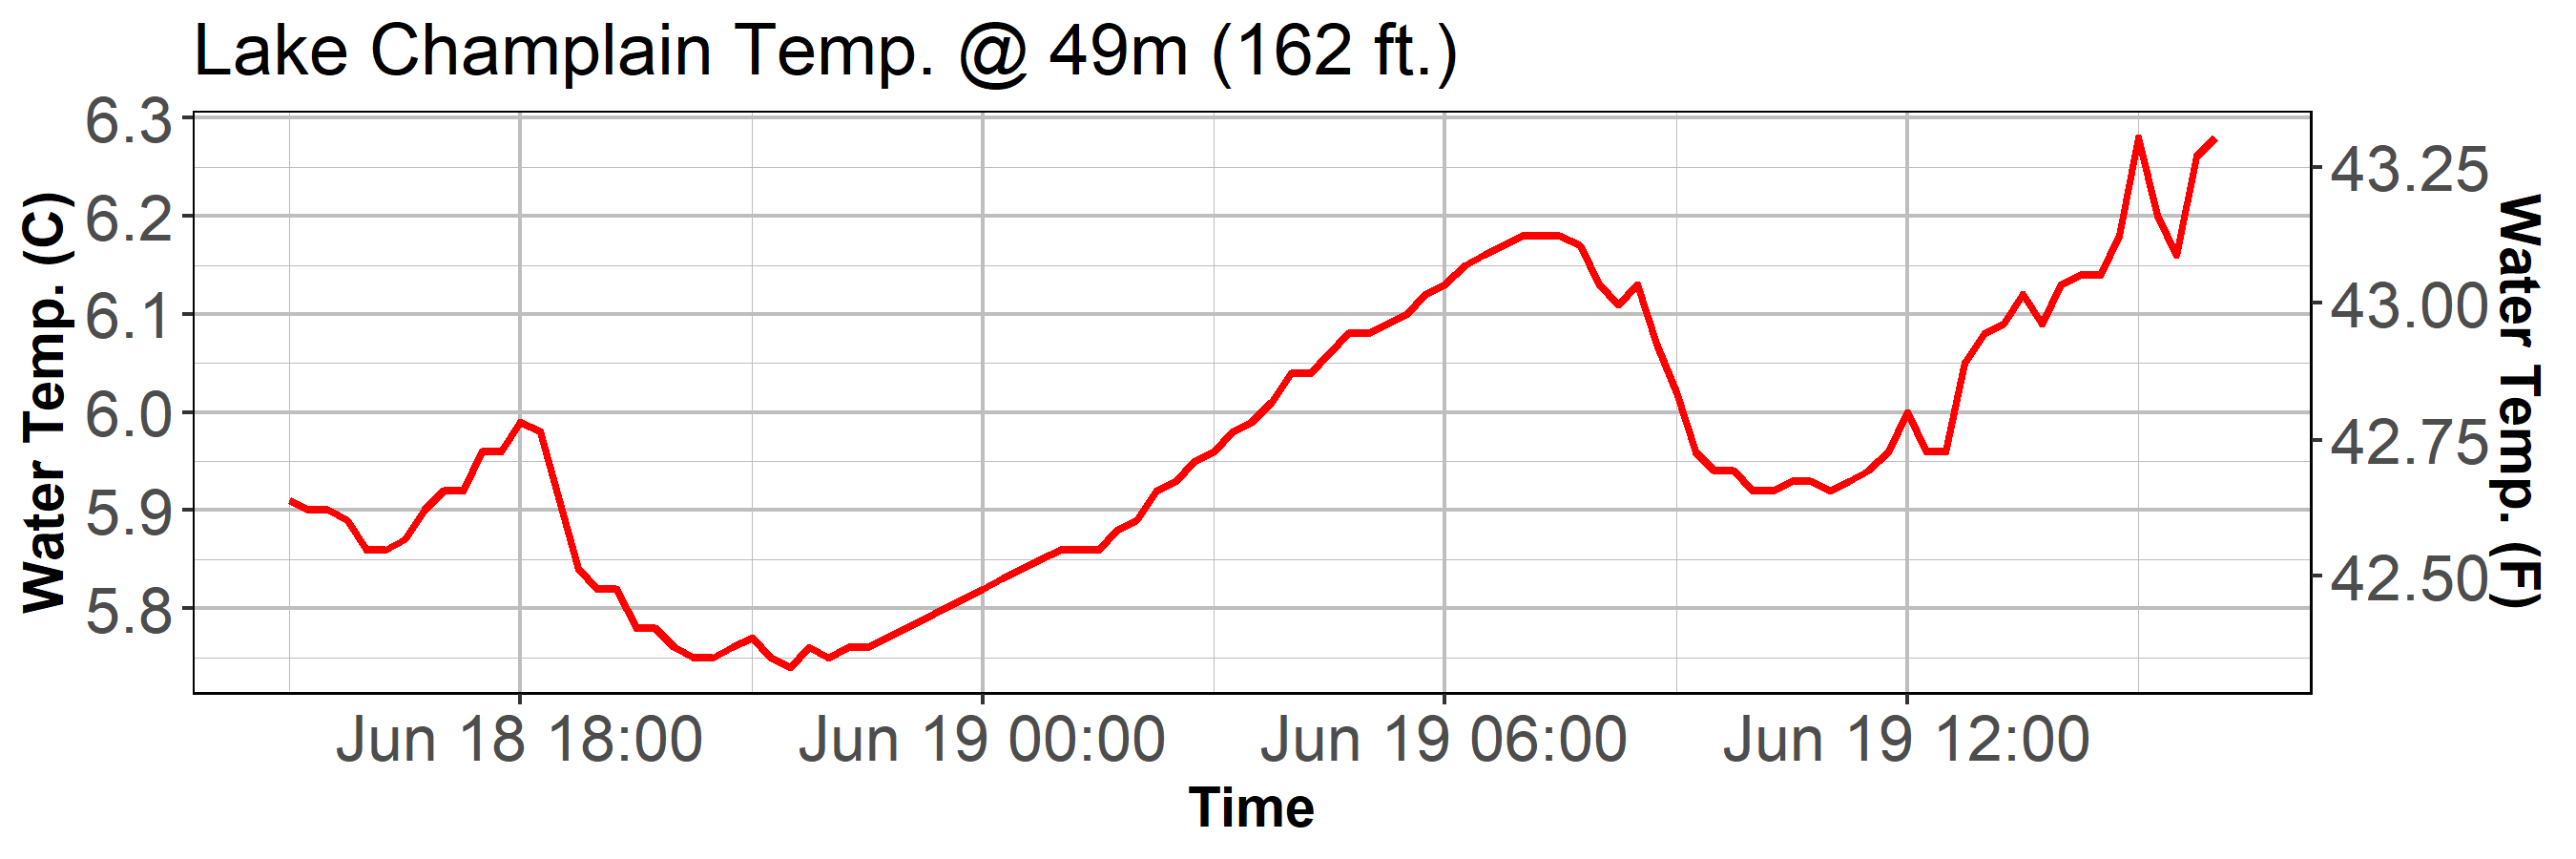 Lake Champlain Temp. @ 49m (162 ft.)
Water Temp. (C)
6.3
6.2
6.1
6.0
5.9
5.8
43.25
43.00
42.75
42.50
Water Temp. (F)
Jun 18 18:00 Jun 19 00:00 Jun 19 06:00 Jun 19 12:00
Time